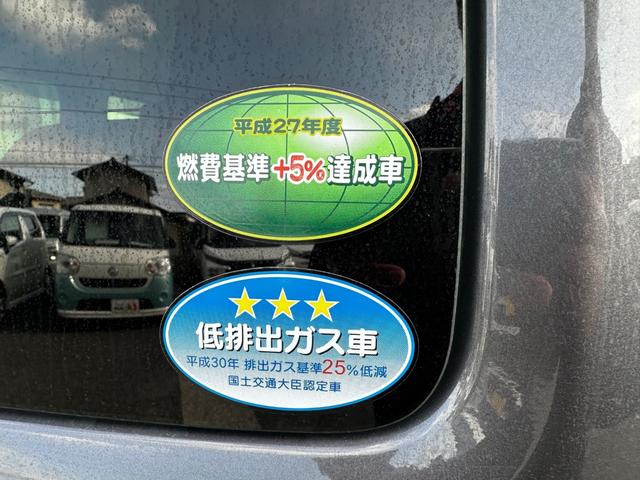 平成27年度
燃費基準+5%達成車
低排出ガス車
平成30年 排出ガス基準25%低減
国土交通大臣認定車